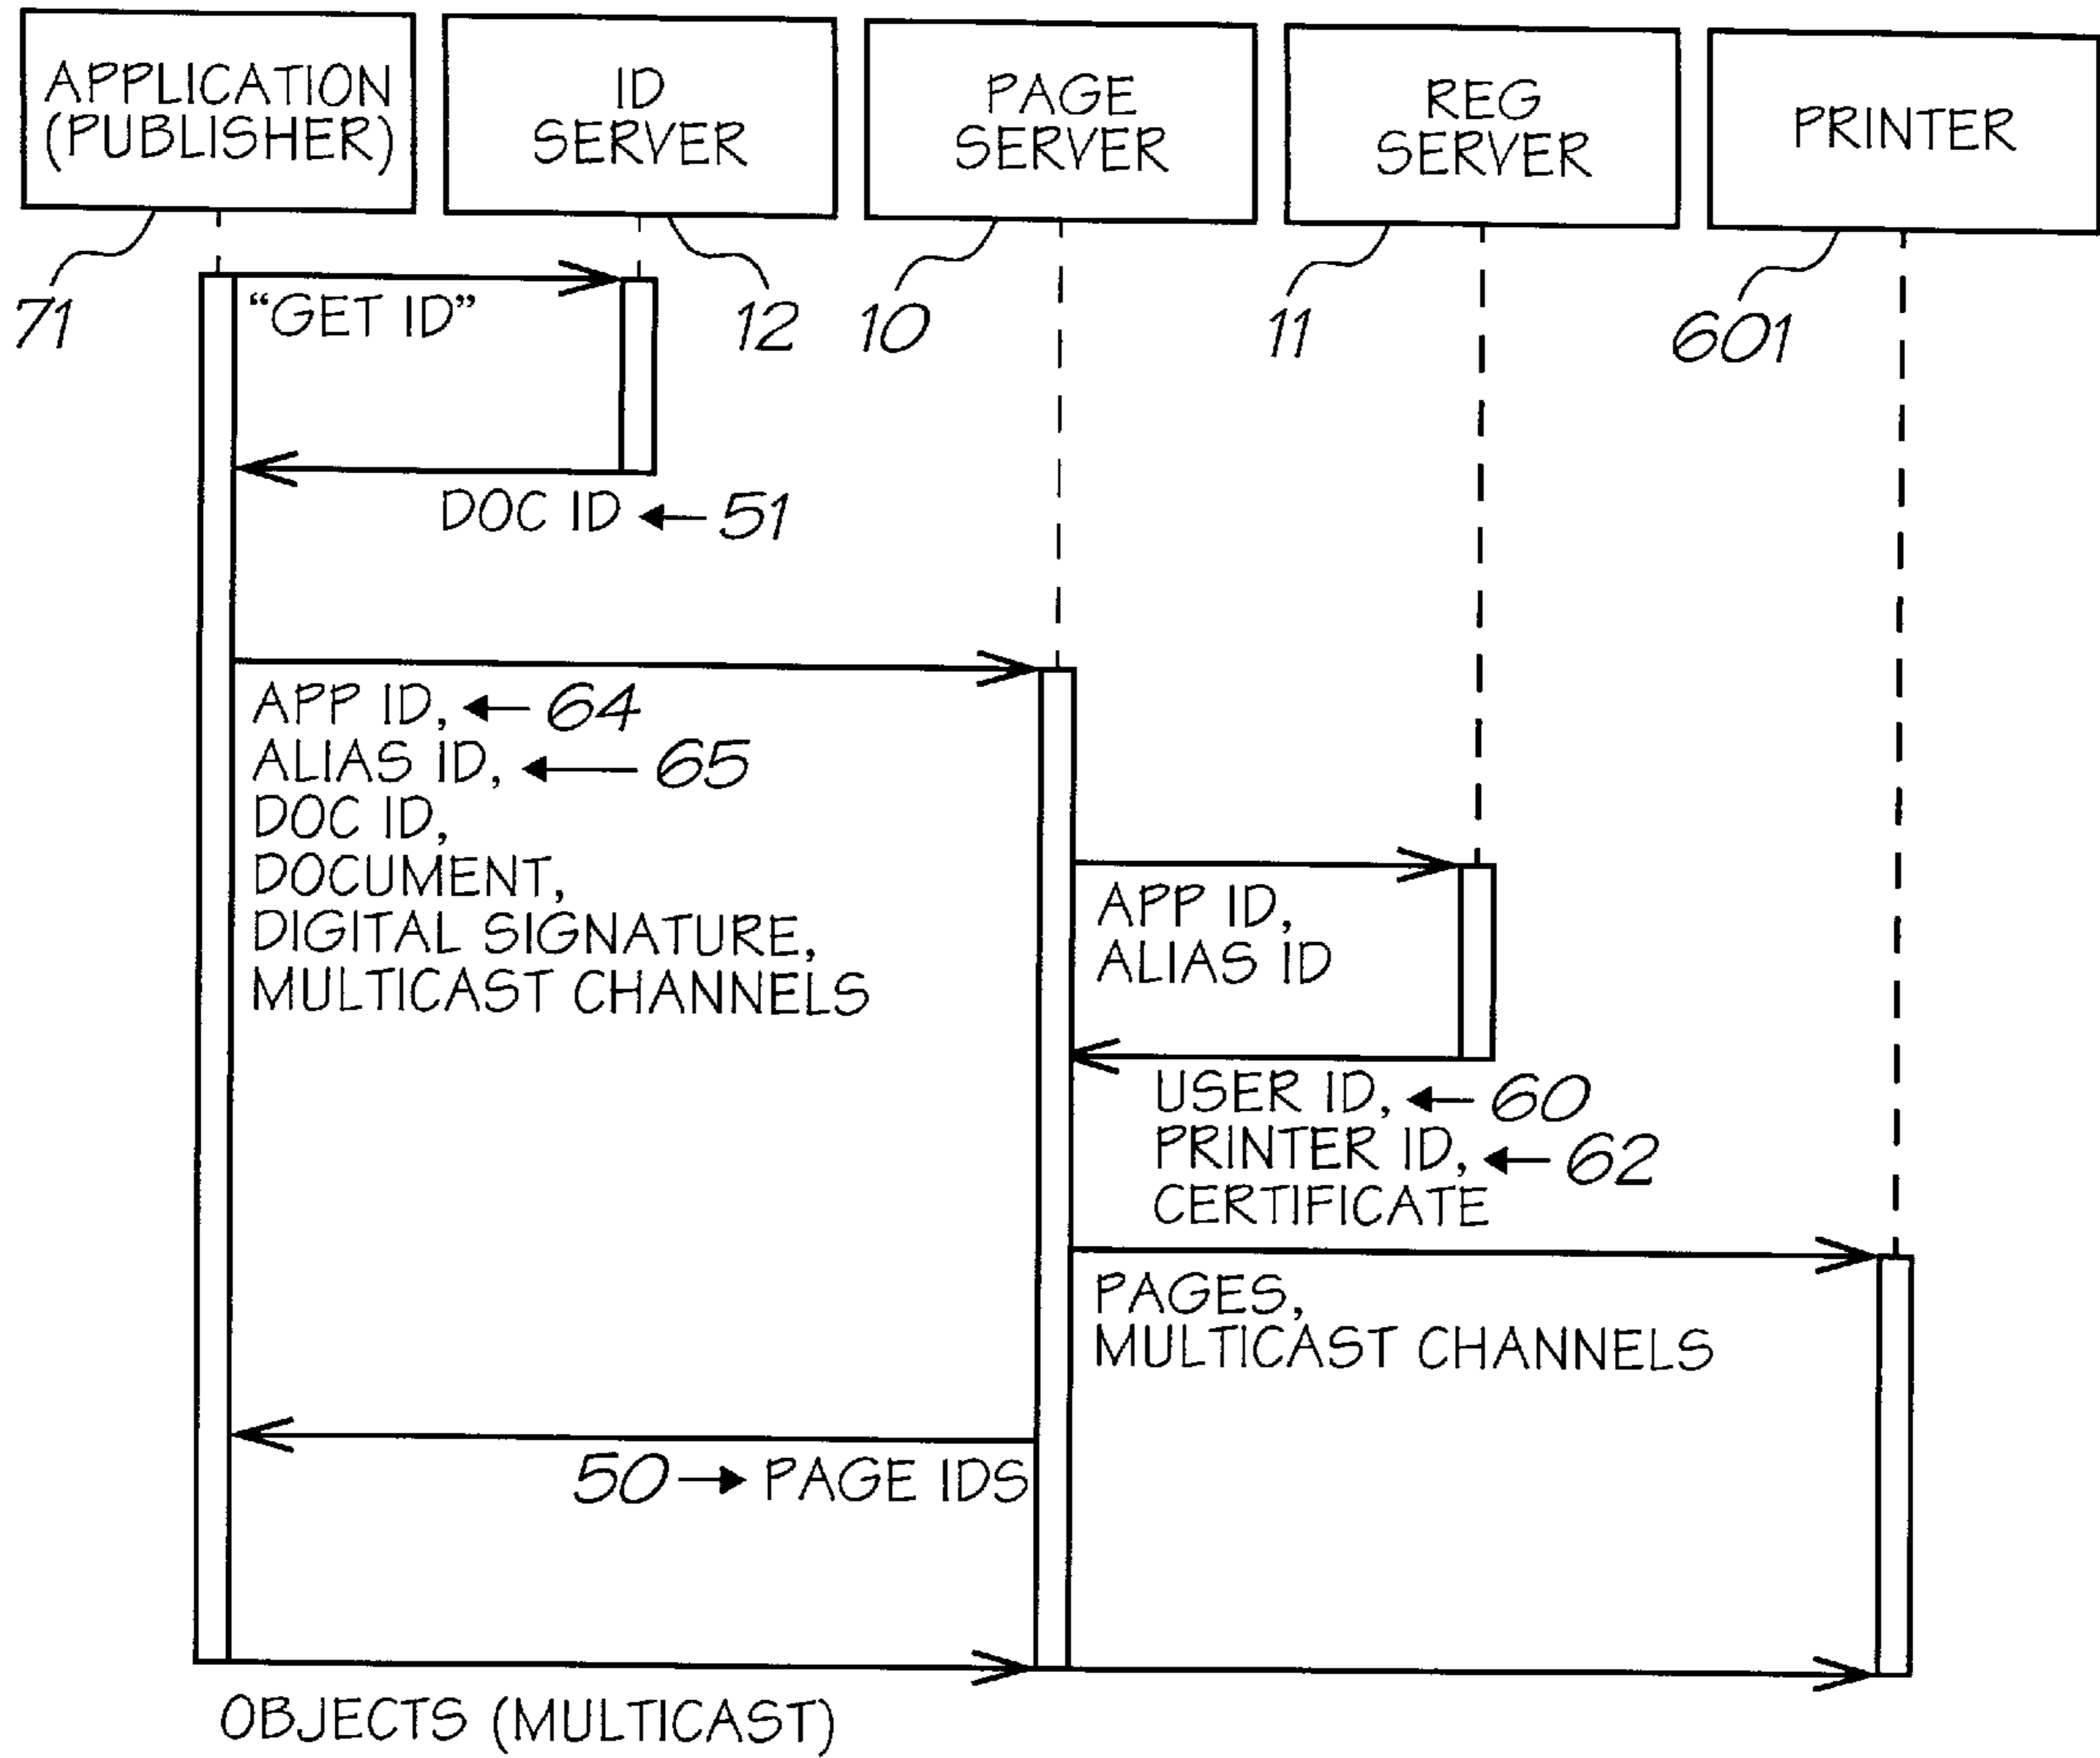 APPLICATION
(PUBLISHER)
ID
SERVER
PAGE
SERVER
REG
SERVER
PRINTER
71
12
10
11
601
“GET ID”
DOC ID
51
APP ID,
64
ALIAS ID,
65
DOC ID,
DOCUMENT,
DIGITAL SIGNATURE,
MULTICAST CHANNELS
APP ID,
ALIAS ID
USER ID,
60
PRINTER ID,
62
CERTIFICATE
PAGES,
MULTICAST CHANNELS
50
PAGE IDS
OBJECTS (MULTICAST)